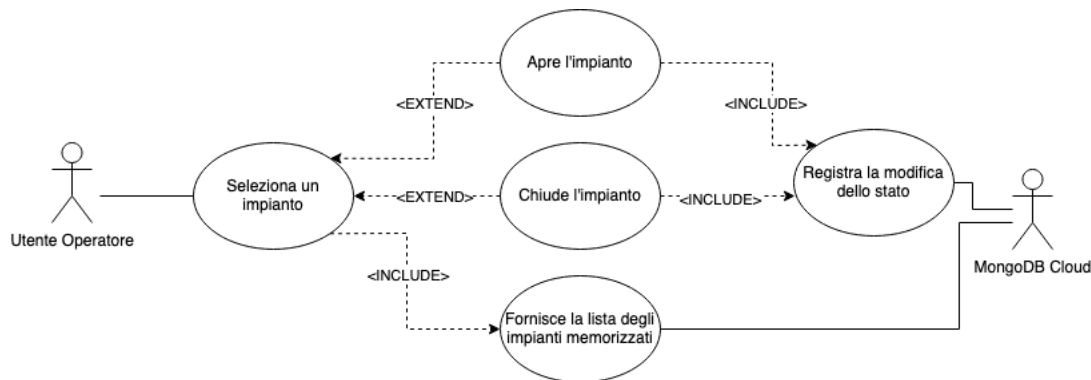 Apre l'impianto
<EXTEND>
<INCLUDE>
Seleziona un
impianto
Chiude l'impianto
Registra la modifica
dello stato
<EXTEND>
<INCLUDE>
Utente Operatore
MongoDB Cloud
<INCLUDE>
Fornisce la lista degli
impianti memorizzati